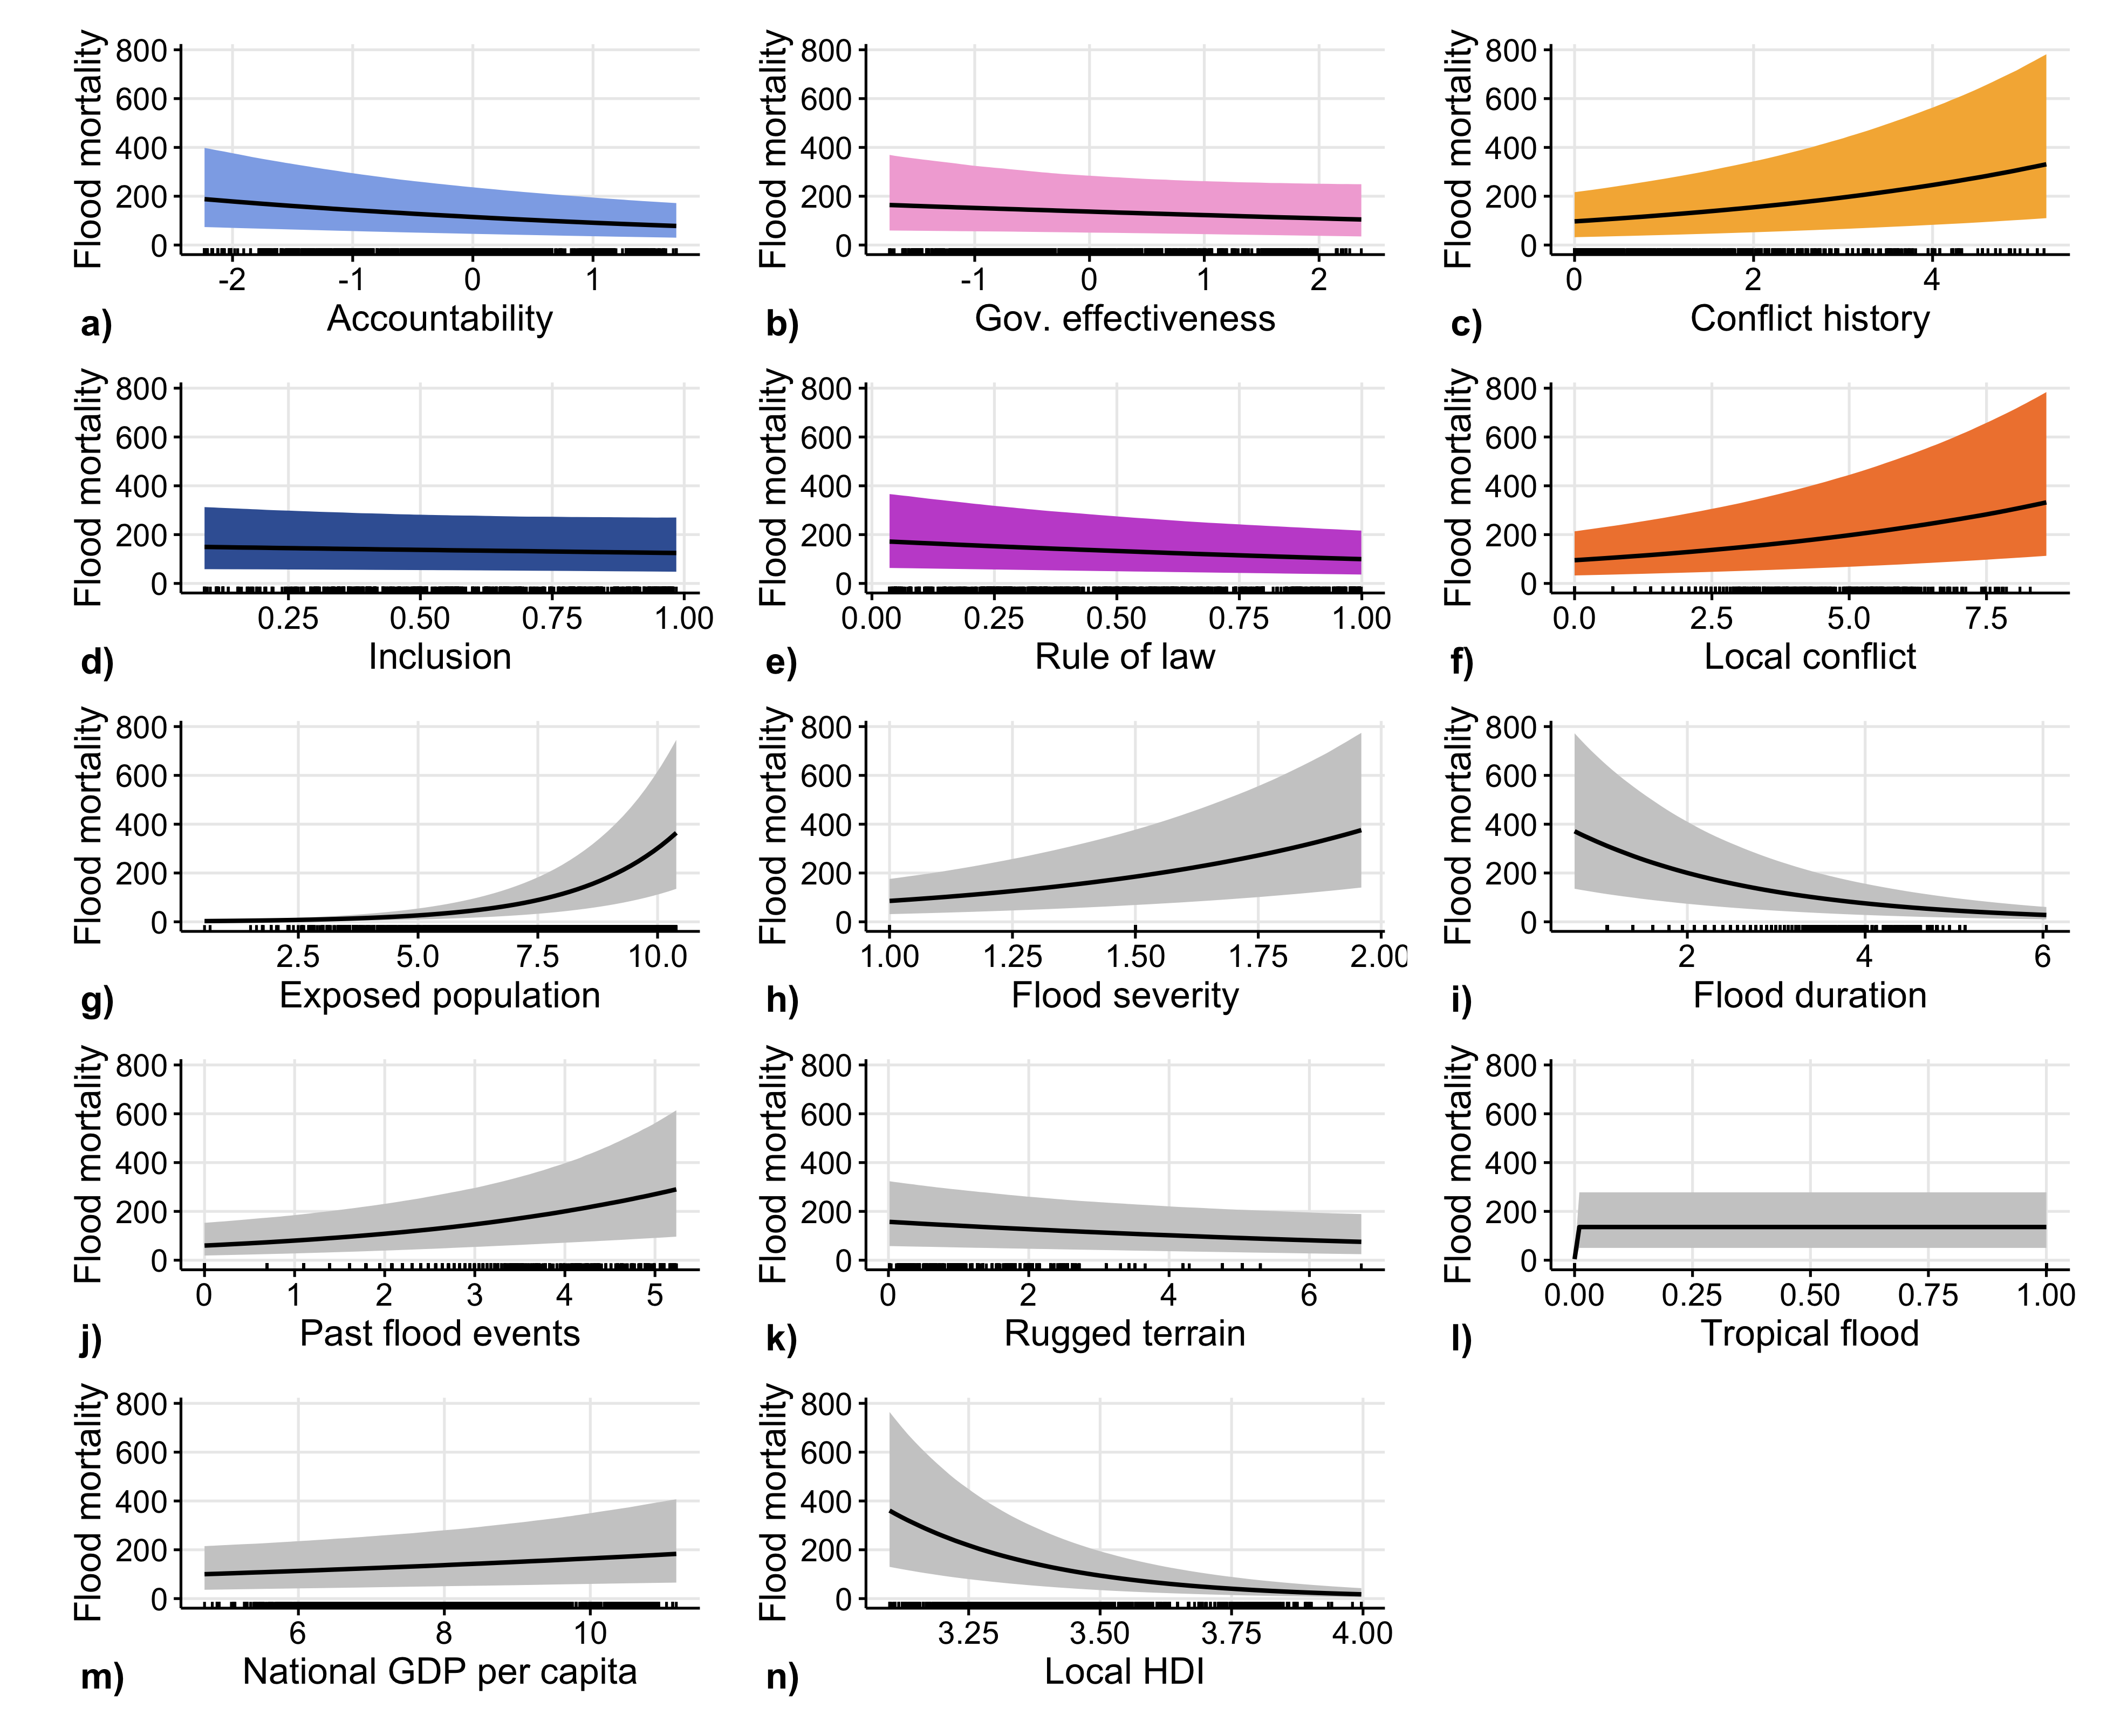 Flood mortality
800
600
400
200
0
-2 -1 0 1
Accountability
a)
Flood mortality
800
600
400
200
0
-1 0 1 2
Gov. effectiveness
b)
Flood mortality
800
600
400
200
0
0 2 4
Conflict history
c)
Flood mortality
800
600
400
200
0
0.25 0.50 0.75 1.00
Inclusion
d)
Flood mortality
800
600
400
200
0
0.00 0.25 0.50 0.75 1.00
Rule of law
e)
Flood mortality
800
600
400
200
0
0.0 2.5 5.0 7.5
Local conflict
f)
Flood mortality
800
600
400
200
0
2.5 5.0 7.5 10.0
Exposed population
g)
Flood mortality
800
600
400
200
0
1.00 1.25 1.50 1.75 2.00
Flood severity
h)
Flood mortality
800
600
400
200
0
2 4 6
Flood duration
i)
Flood mortality
800
600
400
200
0
0 1 2 3 4 5
Past flood events
j)
Flood mortality
800
600
400
200
0
0 2 4 6
Rugged terrain
k)
Flood mortality
800
600
400
200
0
0.00 0.25 0.50 0.75 1.00
Tropical flood
l)
Flood mortality
800
600
400
200
0
6 8 10
National GDP per capita
m)
Flood mortality
800
600
400
200
0
3.25 3.50 3.75 4.00
Local HDI
n)